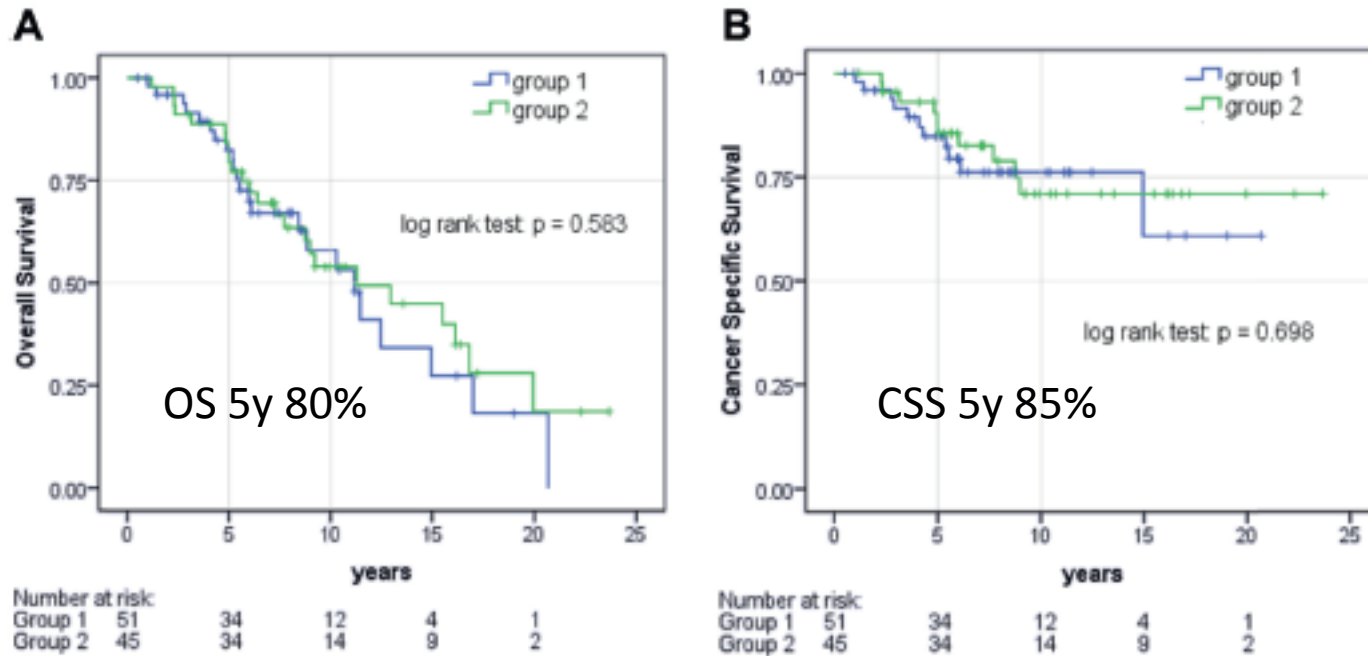 A
1.00
0.75
0.50
0.25
0.00
Overall Survival
group 1
group 2
log rank test: p = 0.583
OS 5y 80%
0 5 10 15 20 25
years
Number at risk:
Group 1 51 34 12 4 1
Group 2 45 34 14 9 2
B
1.00
0.75
0.50
0.25
0.00
Cancer Specific Survival
group 1
group 2
log rank test: p = 0.698
CSS 5y 85%
0 5 10 15 20 25
years
Number at risk:
Group 1 51 34 12 4 1
Group 2 45 34 14 9 2